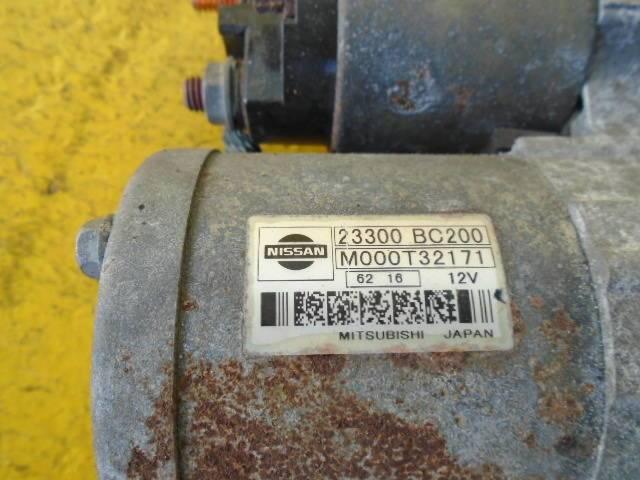 NISSAN
23300 BC200
M000T32171
62 16 12V
MITSUBISHI JAPAN